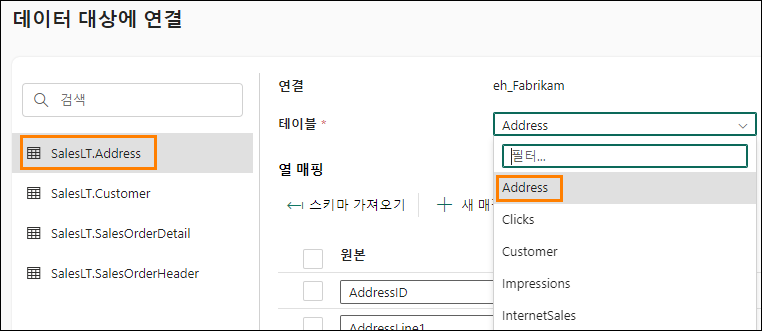 데이터 대상에 연결
검색
SalesLT.Address
SalesLT.Customer
SalesLT.SalesOrderDetail
SalesLT.SalesOrderHeader
연결 eh_Fabrikam
테이블 * Address
필터...
Address
Clicks
Customer
Impressions
InternetSales
열 매핑
스키마 가져오기 새 매핑
원본
AddressID
AddressLine1